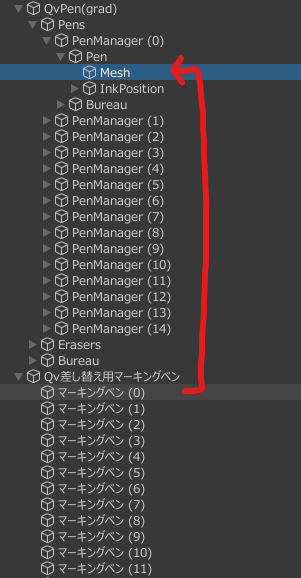 QvPen(grad)
Pens
PenManager (0)
Pen
Mesh
InkPosition
Bureau
PenManager (1)
PenManager (2)
PenManager (3)
PenManager (4)
PenManager (5)
PenManager (6)
PenManager (7)
PenManager (8)
PenManager (9)
PenManager (10)
PenManager (11)
PenManager (12)
PenManager (13)
PenManager (14)
Erasers
Bureau
Qv差し替え用マーキングペン
マーキングペン (0)
マーキングペン (1)
マーキングペン (2)
マーキングペン (3)
マーキングペン (4)
マーキングペン (5)
マーキングペン (6)
マーキングペン (7)
マーキングペン (8)
マーキングペン (9)
マーキングペン (10)
マーキングペン (11)